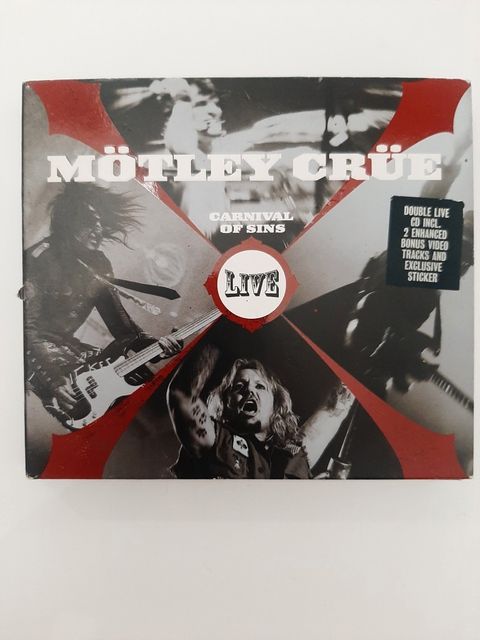 MÖTLEY CRÜE
CARNIVAL
OF SINS
LIVE
DOUBLE LIVE
CD INCL.
2 ENHANCED
BONUS VIDEO
TRACKS AND
EXCLUSIVE
STICKER